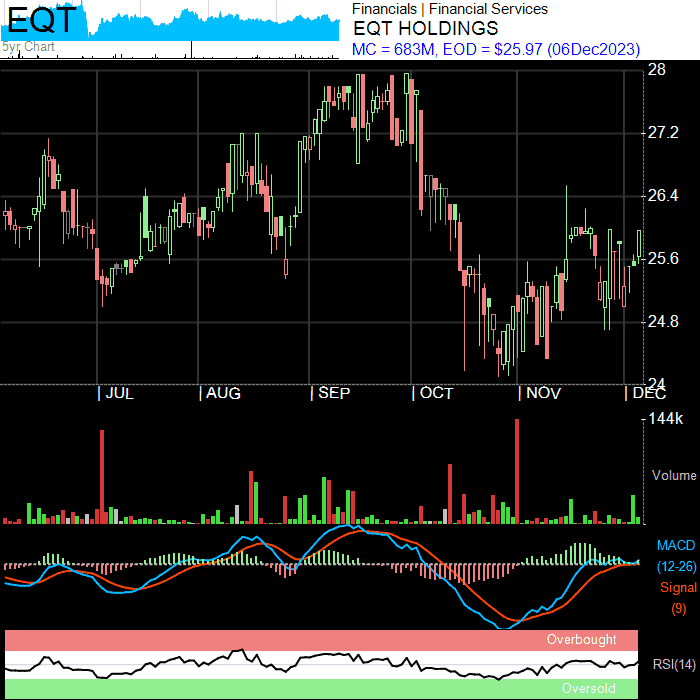 EQT
5yr Chart
Financials | Financial Services
EQT HOLDINGS
MC = 683M, EOD = $25.97 (06Dec2023)
28
27.2
26.4
25.6
24.8
24
| JUL
| AUG
| SEP
| OCT
| NOV
| DEC
144k
Volume
MACD
(12-26)
Signal
(9)
Overbought
RSI(14)
Oversold